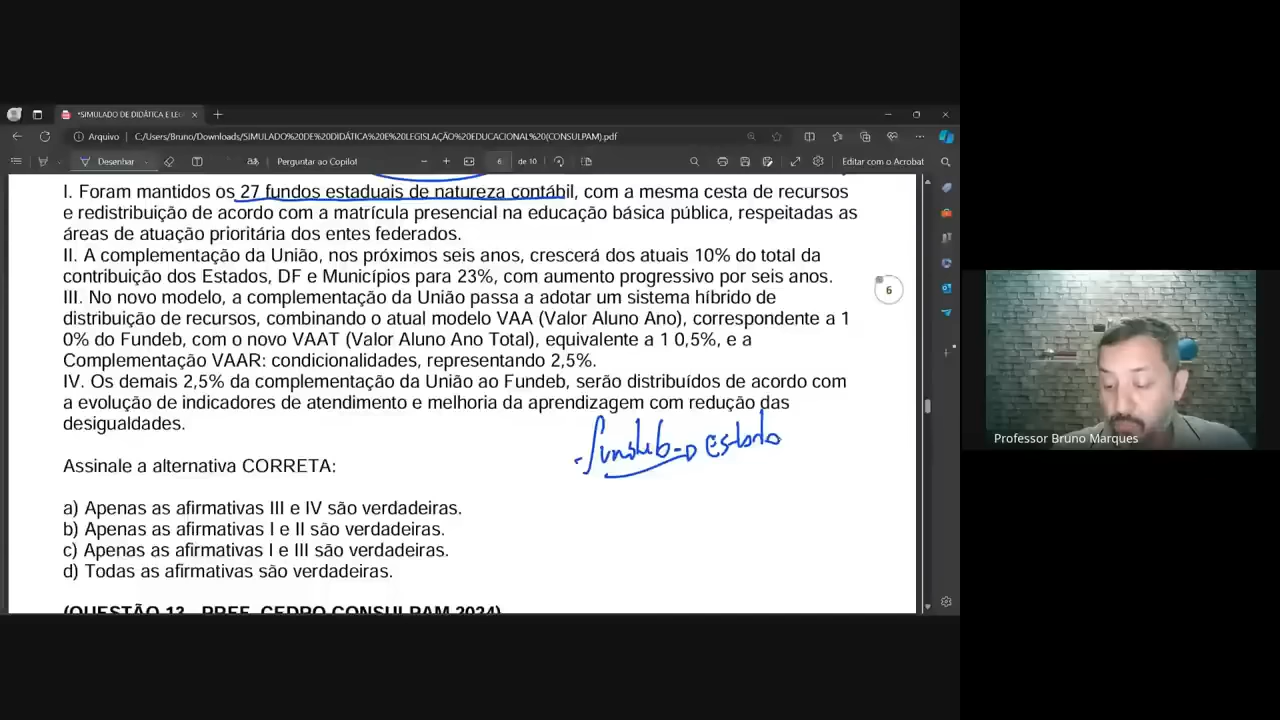 *SIMULADO DE DIDÁTICA E LEG
Arquivo C:/Users/Bruno/Downloads/SIMULADO%20DE%20DIDÁTICA%20E%20LEGISLAÇÃO%20EDUCACIONAL%20(CONSULPAM).pdf
Desenhar Perguntar ao Copilot 6 de 10 Editar com o Acrobat
I. Foram mantidos os 27 fundos estaduais de natureza contábil, com a mesma cesta de recursos
e redistribuição de acordo com a matrícula presencial na educação básica pública, respeitadas as
áreas de atuação prioritária dos entes federados.
II. A complementação da União, nos próximos seis anos, crescerá dos atuais 10% do total da
contribuição dos Estados, DF e Municípios para 23%, com aumento progressivo por seis anos.
6
III. No novo modelo, a complementação da União passa a adotar um sistema híbrido de
distribuição de recursos, combinando o atual modelo VAA (Valor Aluno Ano), correspondente a 1
0% do Fundeb, com o novo VAAT (Valor Aluno Ano Total), equivalente a 1 0,5%, e a
Complementação VAAR: condicionalidades, representando 2,5%.
IV. Os demais 2,5% da complementação da União ao Fundeb, serão distribuídos de acordo com
a evolução de indicadores de atendimento e melhoria da aprendizagem com redução das
desigualdades.
Fundeb Estado
Assinale a alternativa CORRETA:
a) Apenas as afirmativas III e IV são verdadeiras.
b) Apenas as afirmativas I e II são verdadeiras.
c) Apenas as afirmativas I e III são verdadeiras.
d) Todas as afirmativas são verdadeiras.
(QUESTÃO 13 - PREF. CEDRO CONSULPAM 2024)
Professor Bruno Marques